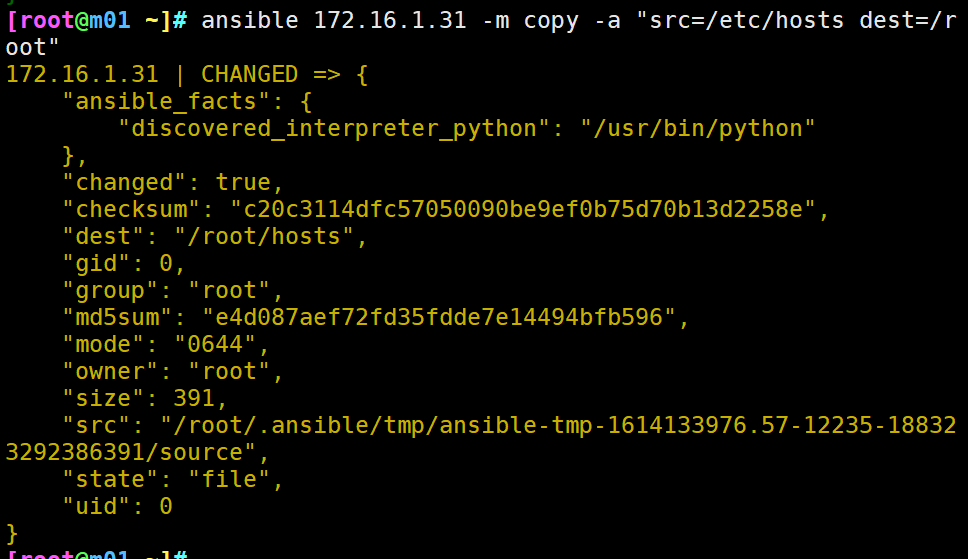 [root@m01 ~]# ansible 172.16.1.31 -m copy -a "src=/etc/hosts dest=/r
oot"
172.16.1.31 | CHANGED => {
    "ansible_facts": {
        "discovered_interpreter_python": "/usr/bin/python"
    },
    "changed": true,
    "checksum": "c20c3114dfc57050090be9ef0b75d70b13d2258e",
    "dest": "/root/hosts",
    "gid": 0,
    "group": "root",
    "md5sum": "e4d087aef72fd35fdde7e14494bfb596",
    "mode": "0644",
    "owner": "root",
    "size": 391,
    "src": "/root/.ansible/tmp/ansible-tmp-1614133976.57-12235-18832
3292386391/source",
    "state": "file",
    "uid": 0
}
[root@m01 ~]#